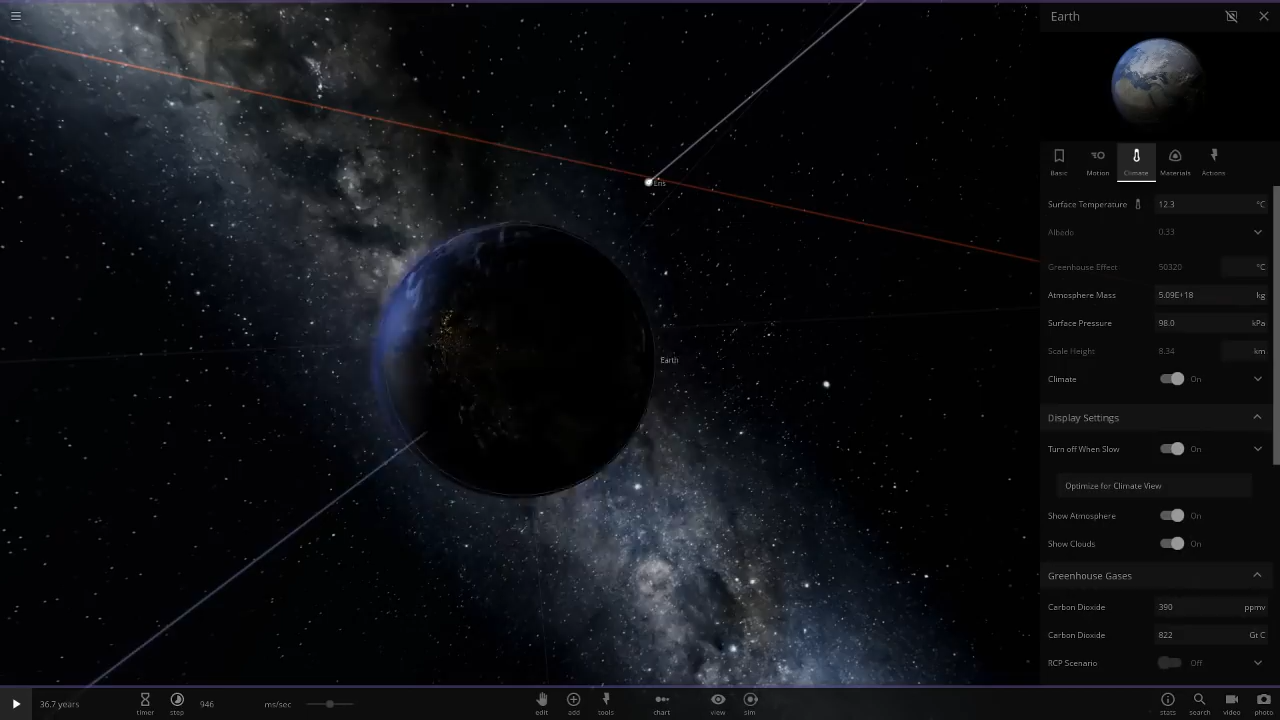 Earth
Basic Motion Climate Materials Actions
Surface Temperature 12.3 °C
Albedo 0.33
Greenhouse Effect 50320 °C
Atmosphere Mass 5.09E+18 kg
Surface Pressure 98.0 kPa
Scale Height 8.34 km
Climate On
Display Settings
Turn off When Slow On
Optimize for Climate View
Show Atmosphere On
Show Clouds On
Greenhouse Gases
Carbon Dioxide 390 ppmv
Carbon Dioxide 822 Gt C
RCP Scenario Off
Eris
Earth
36.7 years timer step 946 ms/sec edit add tools chart view sim stats search video photo